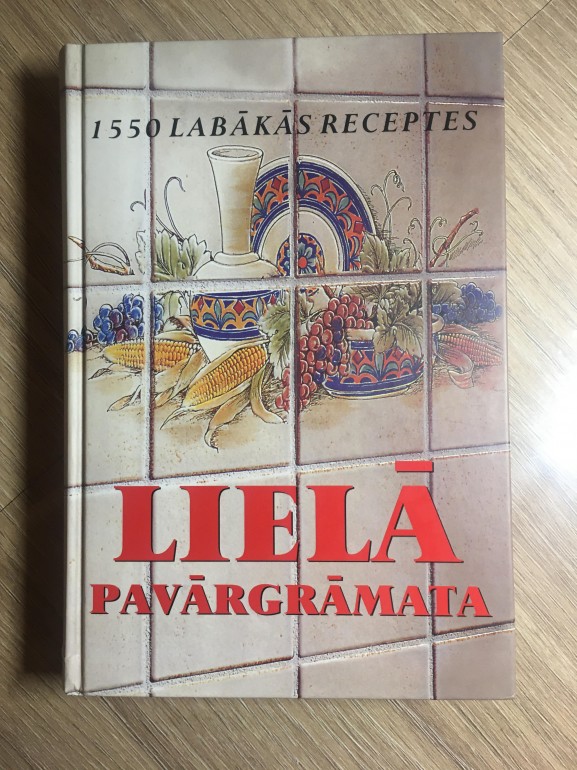 1550 LABĀKĀS RECEPTES
LIELĀ
PAVĀRGRĀMATA